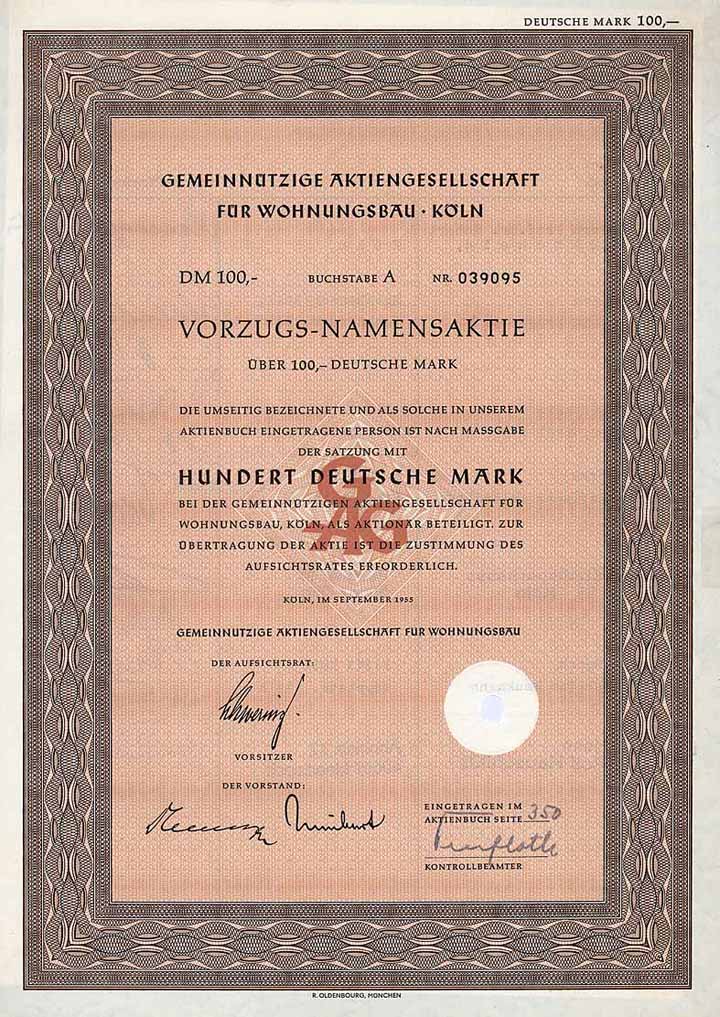 DEUTSCHE MARK 100,—
GEMEINNÜTZIGE AKTIENGESELLSCHAFT
FÜR WOHNUNGSBAU · KÖLN
DM 100,- BUCHSTABE A NR. 039095
VORZUGS-NAMENSAKTIE
ÜBER 100,– DEUTSCHE MARK
DIE UMSEITIG BEZEICHNETE UND ALS SOLCHE IN UNSEREM
AKTIENBUCH EINGETRAGENE PERSON IST NACH MASSGABE
DER SATZUNG MIT
HUNDERT DEUTSCHE MARK
BEI DER GEMEINNÜTZIGEN AKTIENGESELLSCHAFT FÜR
WOHNUNGSBAU, KÖLN, ALS AKTIONÄR BETEILIGT. ZUR
ÜBERTRAGUNG DER AKTIE IST DIE ZUSTIMMUNG DES
AUFSICHTSRATES ERFORDERLICH.
GAG
KÖLN, IM SEPTEMBER 1955
GEMEINNÜTZIGE AKTIENGESELLSCHAFT FÜR WOHNUNGSBAU
DER AUFSICHTSRAT:
VORSITZER
DER VORSTAND:
EINGETRAGEN IM
AKTIENBUCH SEITE 350
KONTROLLBEAMTER
R. OLDENBOURG, MÜNCHEN